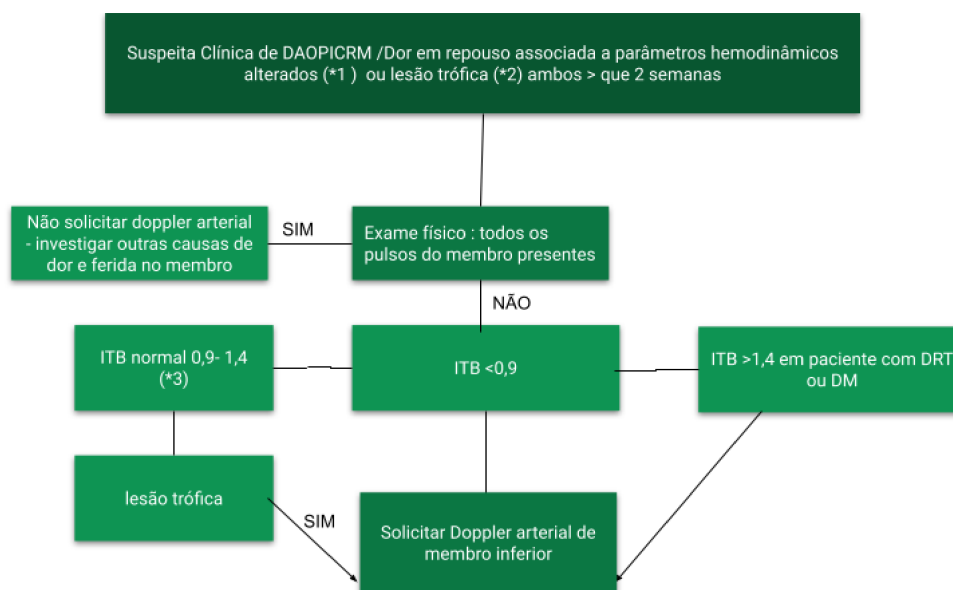 Suspeita Clínica de DAOPICRM /Dor em repouso associada a parâmetros hemodinâmicos
alterados (*1 )  ou lesão trófica (*2) ambos > que 2 semanas
Não solicitar doppler arterial
- investigar outras causas de
dor e ferida no membro
SIM
Exame físico : todos os
pulsos do membro presentes
NÃO
ITB normal 0,9- 1,4
(*3)
ITB <0,9
ITB >1,4 em paciente com DRT
ou DM
lesão trófica
SIM
Solicitar Doppler arterial de
membro inferior